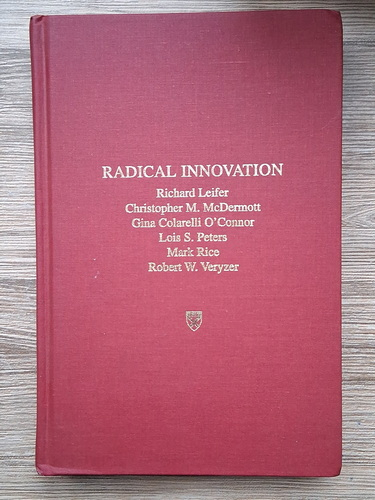 RADICAL INNOVATION
Richard Leifer
Christopher M. McDermott
Gina Colarelli O'Connor
Lois S. Peters
Mark Rice
Robert W. Veryzer